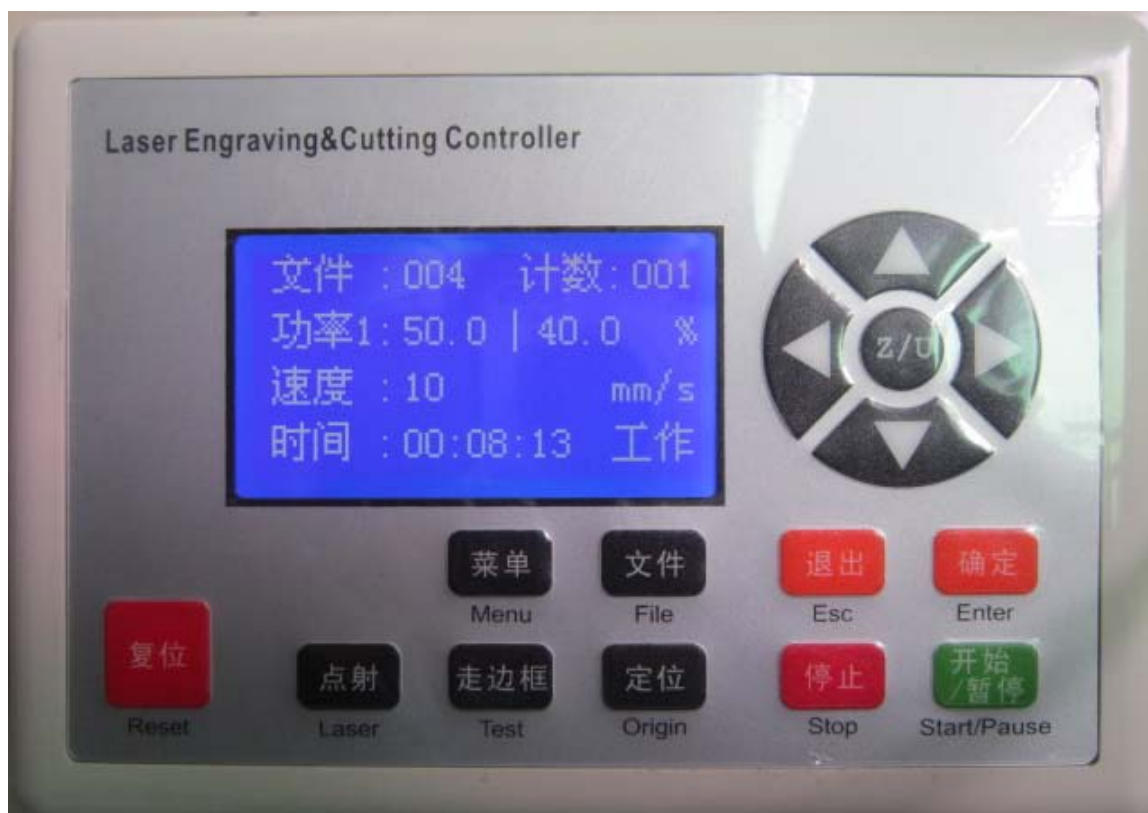 Laser Engraving&Cutting Controller
文件 :004 计数:001
功率1:50.0|40.0 %
速度 :10 mm/s
时间 :00:08:13 工作
Z/U
菜单 文件 退出 确定
Menu File Esc Enter
复位 点射 走边框 定位 停止 开始
/暂停
Reset Laser Test Origin Stop Start/Pause